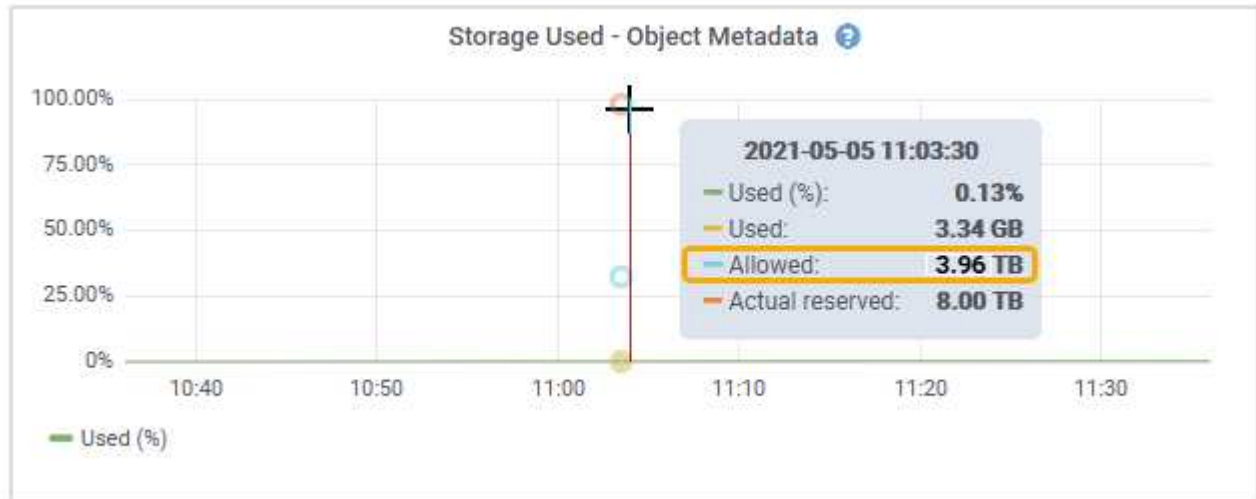 Storage Used - Object Metadata ?
100.00%
75.00%
50.00%
25.00%
0%
2021-05-05 11:03:30
Used (%): 0.13%
Used: 3.34 GB
Allowed: 3.96 TB
Actual reserved: 8.00 TB
10:40 10:50 11:00 11:10 11:20 11:30
Used (%)